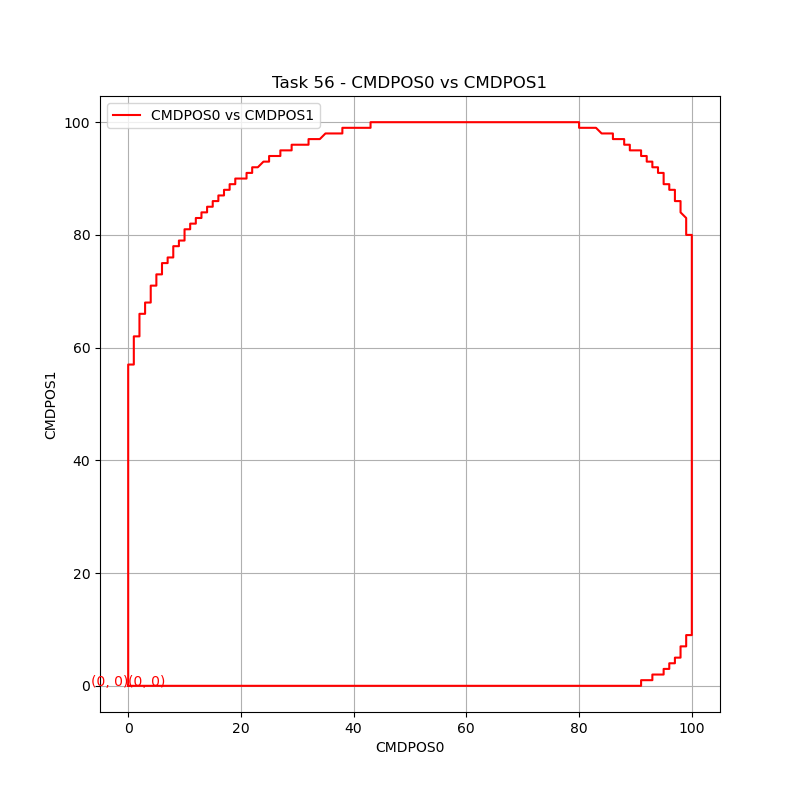 Task 56 - CMDPOS0 vs CMDPOS1
CMDPOS0 vs CMDPOS1
100
80
60
40
20
0
CMDPOS1
(0, 0)(0, 0)
0 20 40 60 80 100
CMDPOS0